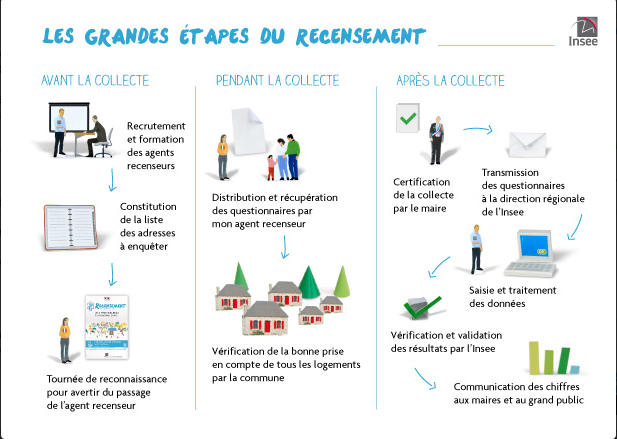 LES GRANDES ÉTAPES DU RECENSEMENT
Insee
AVANT LA COLLECTE
Recrutement
et formation
des agents
recenseurs
Constitution
de la liste
des adresses
à enquêter
RECENSEMENT
Tournée de reconnaissance
pour avertir du passage
de l'agent recenseur
PENDANT LA COLLECTE
Distribution et récupération
des questionnaires par
mon agent recenseur
Vérification de la bonne prise
en compte de tous les logements
par la commune
APRÈS LA COLLECTE
Certification
de la collecte
par le maire
Transmission
des questionnaires
à la direction régionale
de l'Insee
Saisie et traitement
des données
Vérification et validation
des résultats par l'Insee
Communication des chiffres
aux maires et au grand public